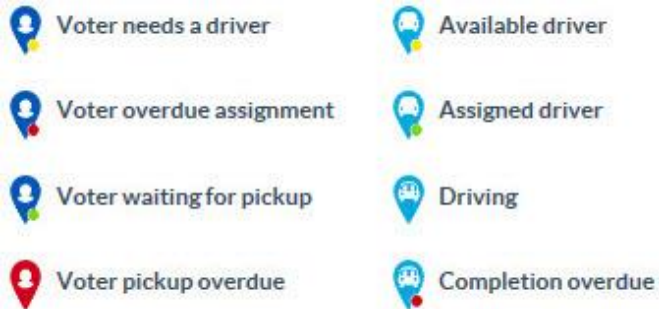 Voter needs a driver
Available driver
Voter overdue assignment
Assigned driver
Voter waiting for pickup
Driving
Voter pickup overdue
Completion overdue